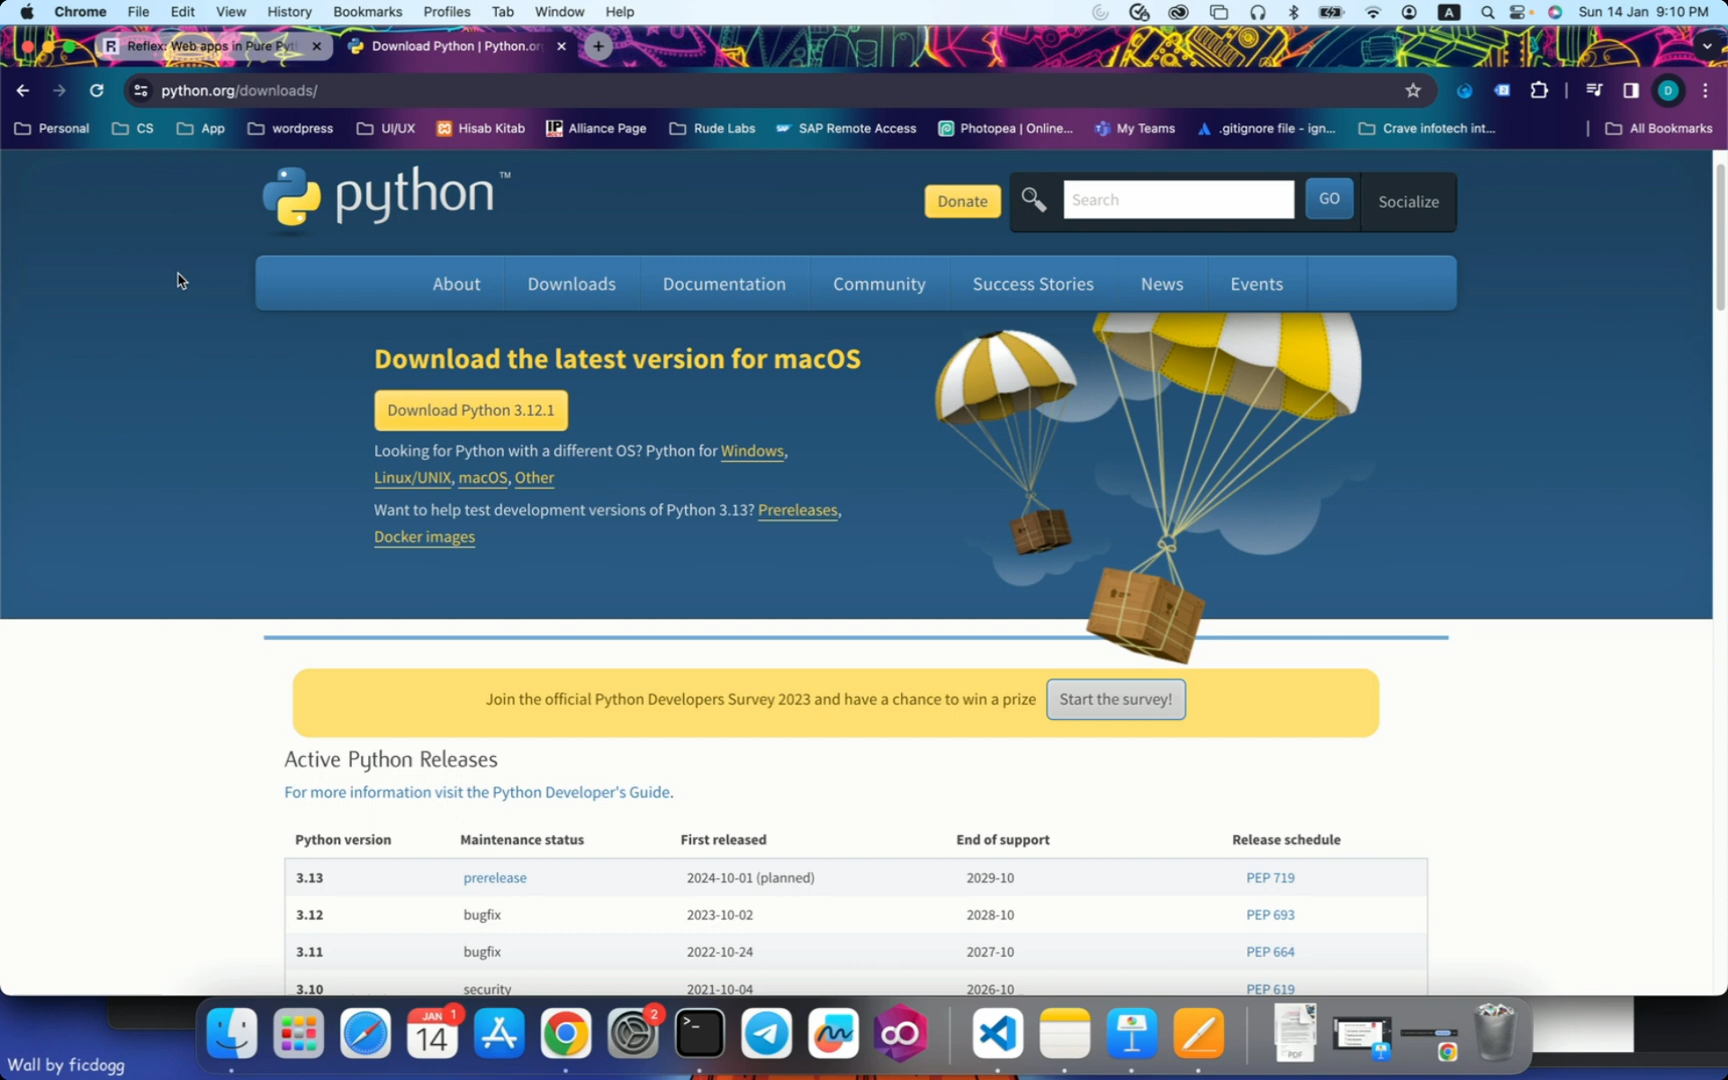 Chrome File Edit View History Bookmarks Profiles Tab Window Help A Sun 14 Jan 9:10 PM
R Reflex: Web apps in Pure Pyt Download Python | Python.or
python.org/downloads/ D
Personal CS App wordpress UI/UX Hisab Kitab Alliance Page Rude Labs SAP Remote Access Photopea | Online... My Teams .gitignore file - ign... Crave infotech int... All Bookmarks
python™
Donate Search GO Socialize
About Downloads Documentation Community Success Stories News Events
Download the latest version for macOS
Download Python 3.12.1
Looking for Python with a different OS? Python for Windows,
Linux/UNIX, macOS, Other
Want to help test development versions of Python 3.13? Prereleases,
Docker images
Join the official Python Developers Survey 2023 and have a chance to win a prize Start the survey!
Active Python Releases
For more information visit the Python Developer's Guide.
Python version Maintenance status First released End of support Release schedule
3.13 prerelease 2024-10-01 (planned) 2029-10 PEP 719
3.12 bugfix 2023-10-02 2028-10 PEP 693
3.11 bugfix 2022-10-24 2027-10 PEP 664
3.10 security 2021-10-04 2026-10 PEP 619
JAN 1
14
2
PDF
Wall by ficdogg